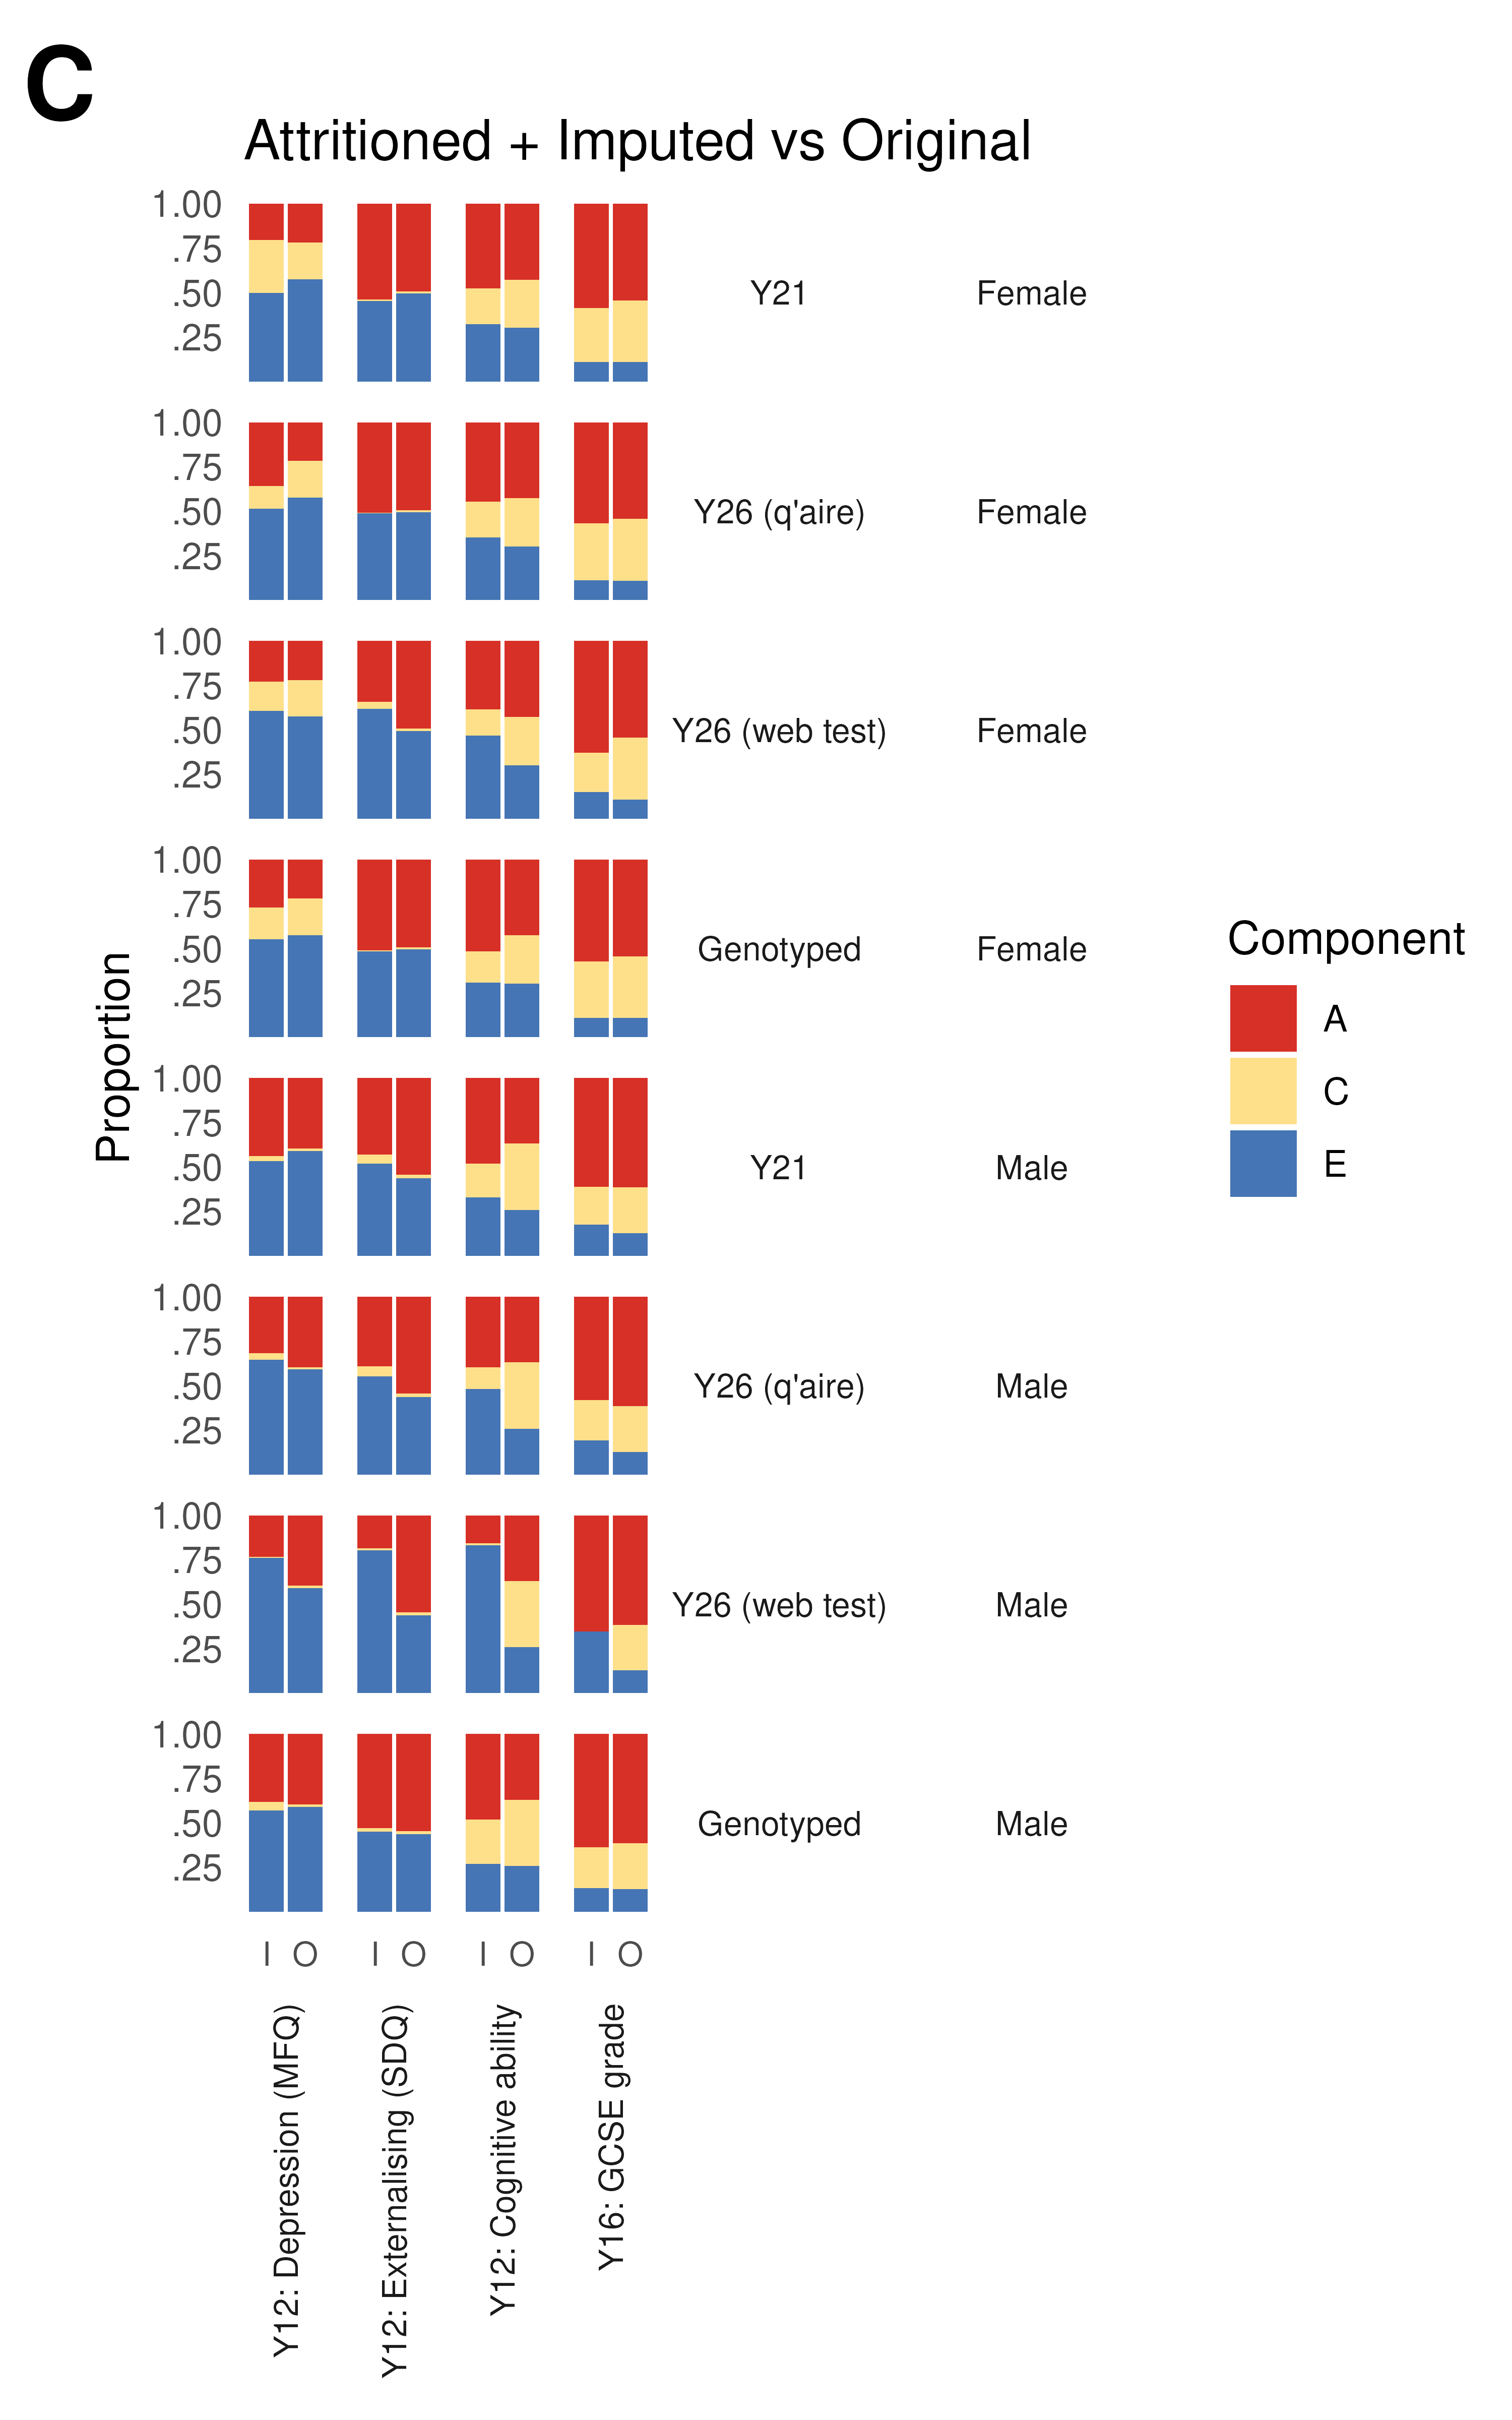 C
Attritioned + Imputed vs Original
Proportion
1.00
.75
.50
.25
Y21
Female
1.00
.75
.50
.25
Y26 (q'aire)
Female
1.00
.75
.50
.25
Y26 (web test)
Female
1.00
.75
.50
.25
Genotyped
Female
1.00
.75
.50
.25
Y21
Male
1.00
.75
.50
.25
Y26 (q'aire)
Male
1.00
.75
.50
.25
Y26 (web test)
Male
1.00
.75
.50
.25
Genotyped
Male
I O I O I O I O
Y12: Depression (MFQ)
Y12: Externalising (SDQ)
Y12: Cognitive ability
Y16: GCSE grade
Component
A
C
E